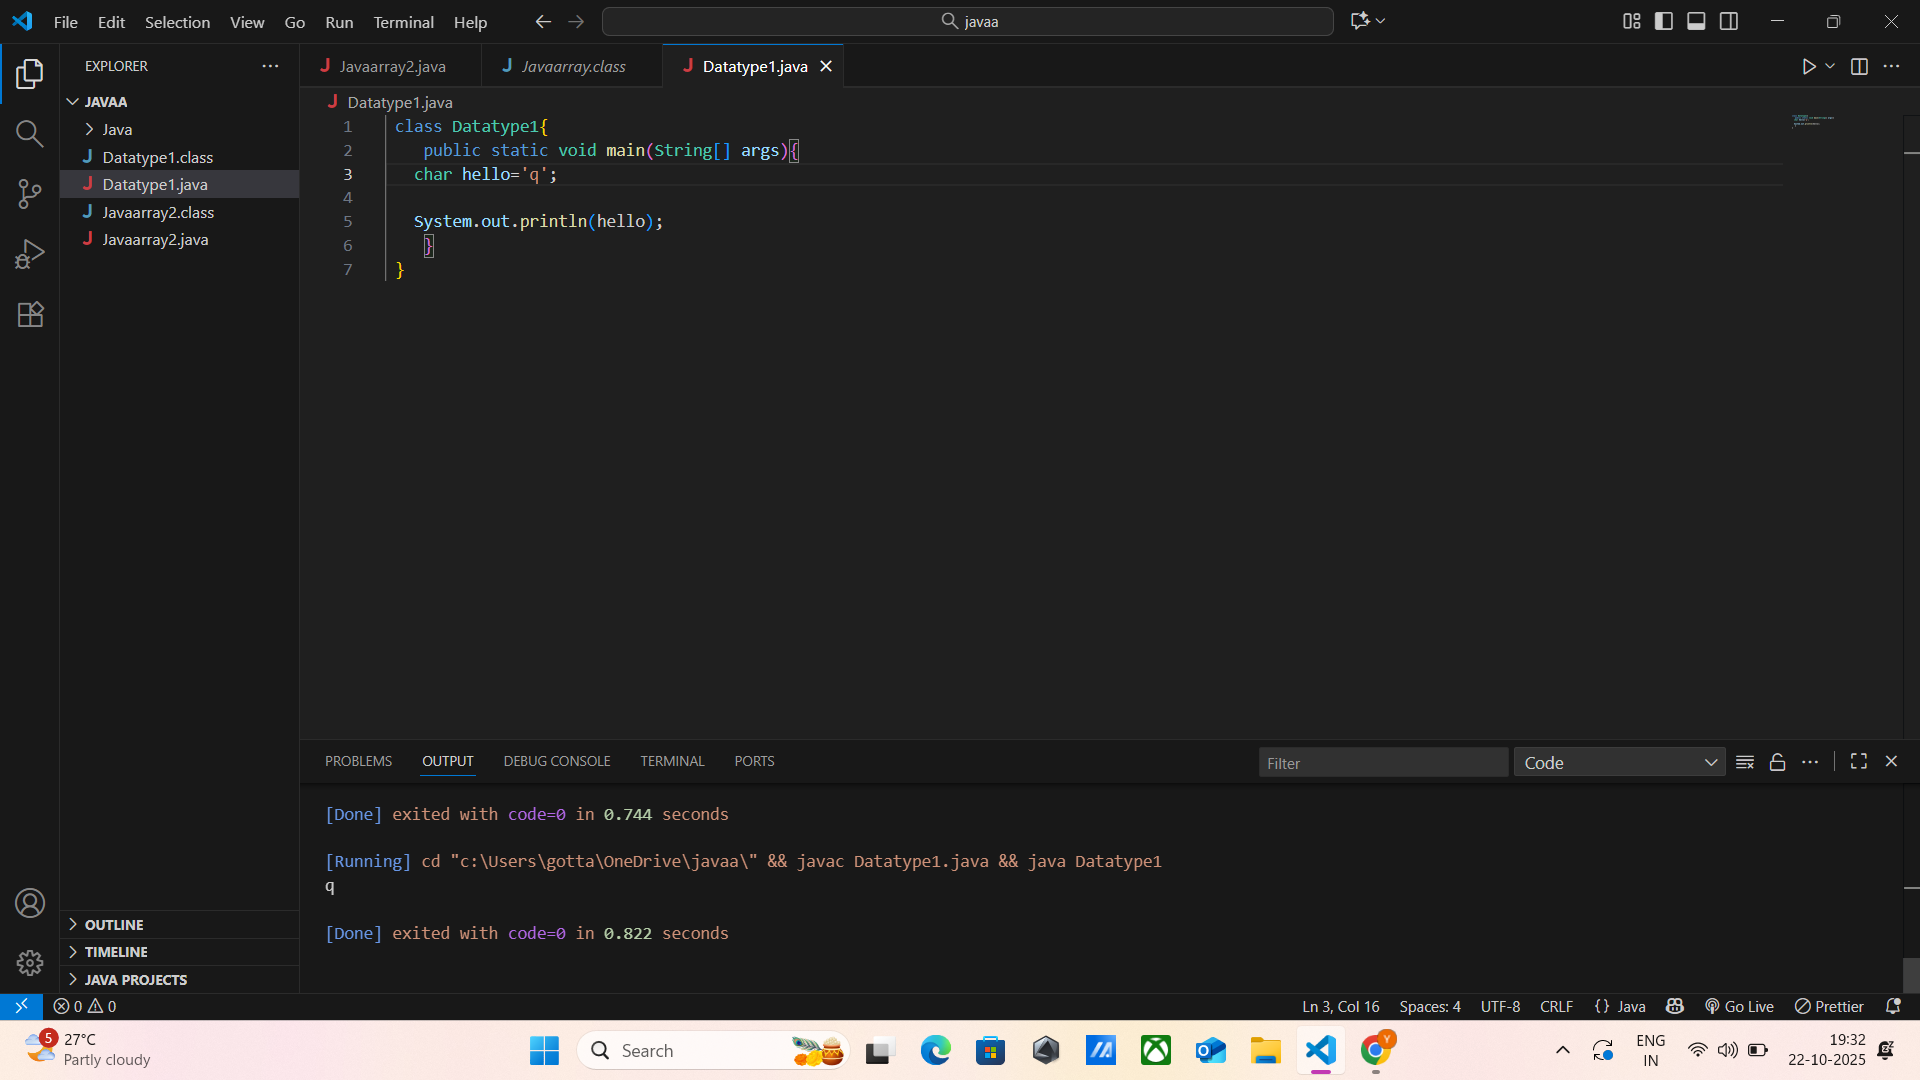 File Edit Selection View Go Run Terminal Help
javaa
EXPLORER
JAVAA
Java
Datatype1.class
Datatype1.java
Javaarray2.class
Javaarray2.java
OUTLINE
TIMELINE
JAVA PROJECTS
Javaarray2.java Javaarray.class Datatype1.java
Datatype1.java
1 class Datatype1{
2 public static void main(String[] args){
3 char hello='q';
4
5 System.out.println(hello);
6 }
7 }
PROBLEMS OUTPUT DEBUG CONSOLE TERMINAL PORTS
Filter Code
[Done] exited with code=0 in 0.744 seconds
[Running] cd "c:\Users\gotta\OneDrive\javaa\" && javac Datatype1.java && java Datatype1
q
[Done] exited with code=0 in 0.822 seconds
0 0 Ln 3, Col 16 Spaces: 4 UTF-8 CRLF {} Java Go Live Prettier
5 27°C
Partly cloudy
Search
Y
ENG
IN
19:32
22-10-2025